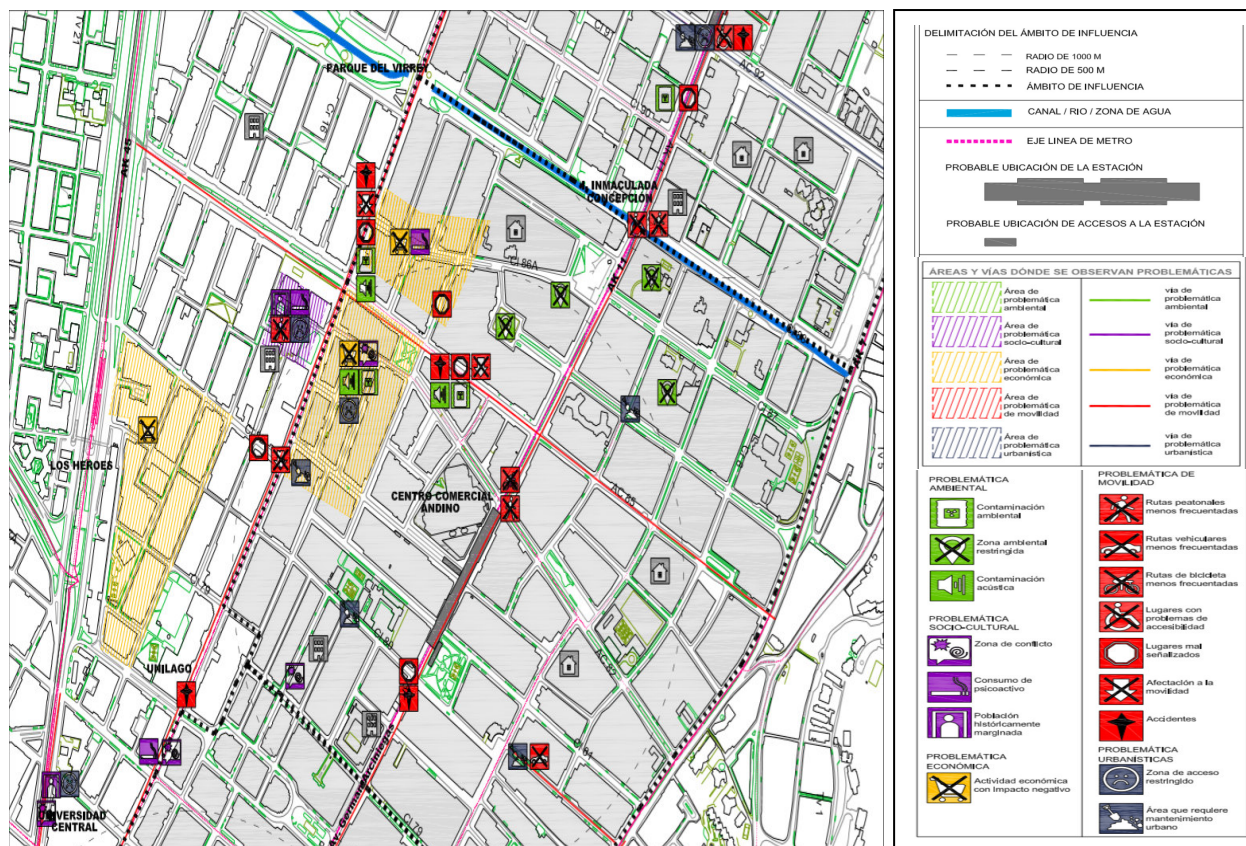 Tv 21
AK 45
PARQUE DEL VIRREY
Cr 16
AC 92
AK 11
I. INMACULADA
CONCEPCIÓN
Cl 86A
AK 11
LOS HEROES
CENTRO COMERCIAL
ANDINO
AC 85
AC 82
UNILAGO
Cl 79
Av. German Arciniegas
UNIVERSIDAD
CENTRAL
DELIMITACIÓN DEL ÁMBITO DE INFLUENCIA
RADIO DE 1000 M
RADIO DE 500 M
ÁMBITO DE INFLUENCIA
CANAL / RIO / ZONA DE AGUA
EJE LINEA DE METRO
PROBABLE UBICACIÓN DE LA ESTACIÓN
PROBABLE UBICACIÓN DE ACCESOS A LA ESTACIÓN
ÁREAS Y VÍAS DÓNDE SE OBSERVAN PROBLEMÁTICAS
Área de
problemática
ambiental
vía de
problemática
ambiental
Área de
problemática
socio-cultural
vía de
problemática
socio-cultural
Área de
problemática
económica
vía de
problemática
económica
Área de
problemática
de movilidad
vía de
problemática
de movilidad
Área de
problemática
urbanística
vía de
problemática
urbanística
PROBLEMÁTICA
AMBIENTAL
Contaminación
ambiental
Zona ambiental
restringida
Contaminación
acústica
PROBLEMÁTICA
SOCIO-CULTURAL
Zona de conflicto
Consumo de
psicoactivo
Población
históricamente
marginada
PROBLEMÁTICA
ECONÓMICA
Actividad económica
con impacto negativo
PROBLEMÁTICA DE
MOVILIDAD
Rutas peatonales
menos frecuentadas
Rutas vehículares
menos frecuentadas
Rutas de bicicleta
menos frecuentadas
Lugares con
problemas de
accesibilidad
Lugares mal
señalizados
Afectación a la
movilidad
Accidentes
PROBLEMÁTICA
URBANÍSTICAS
Zona de acceso
restringido
Área que requiere
mantenimiento
urbano